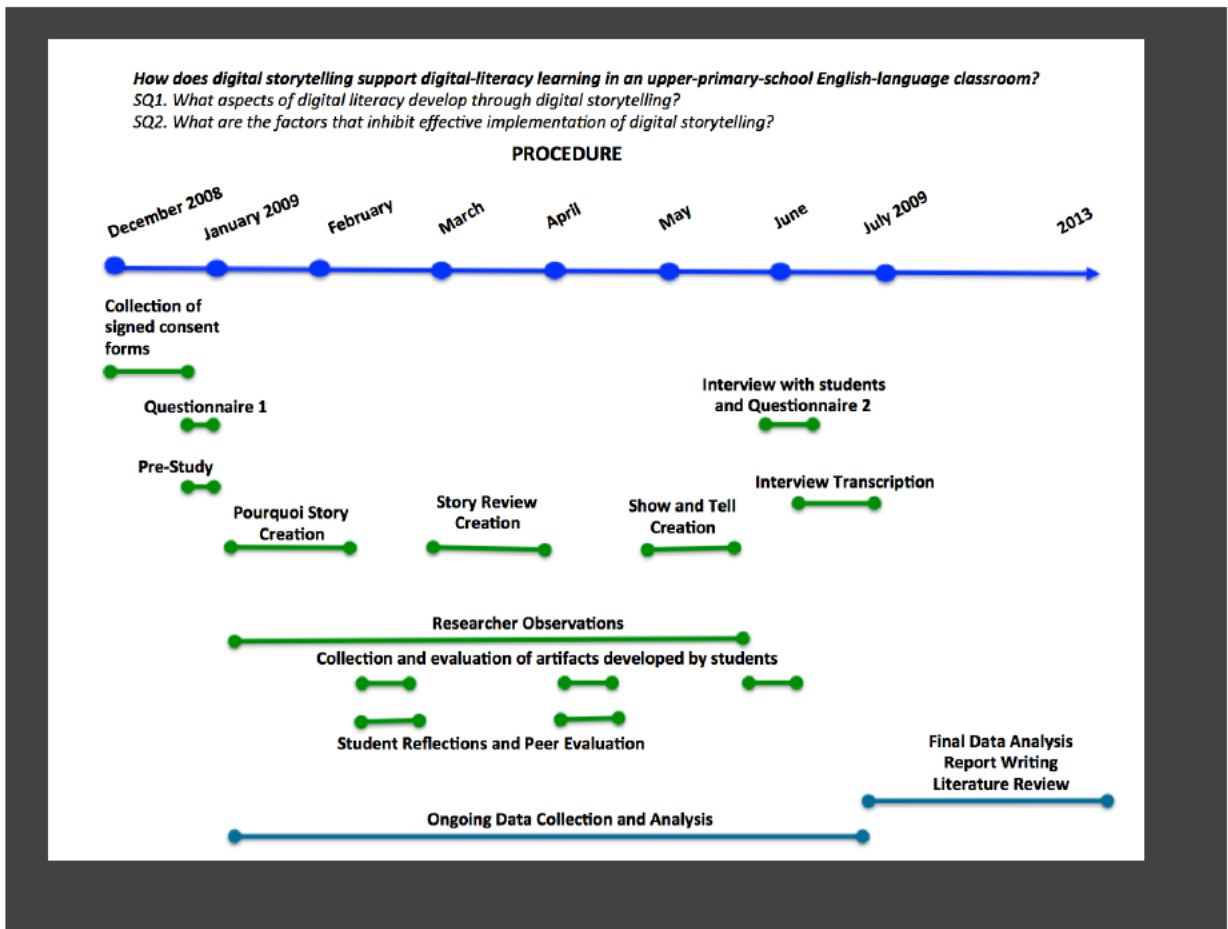 How does digital storytelling support digital-literacy learning in an upper-primary-school English-language classroom?
SQ1. What aspects of digital literacy develop through digital storytelling?
SQ2. What are the factors that inhibit effective implementation of digital storytelling?
PROCEDURE
December 2008
January 2009
February
March
April
May
June
July 2009
2013
Collection of
signed consent
forms
Questionnaire 1
Interview with students
and Questionnaire 2
Pre-Study
Interview Transcription
Pourquoi Story
Creation
Story Review
Creation
Show and Tell
Creation
Researcher Observations
Collection and evaluation of artifacts developed by students
Student Reflections and Peer Evaluation
Final Data Analysis
Report Writing
Literature Review
Ongoing Data Collection and Analysis